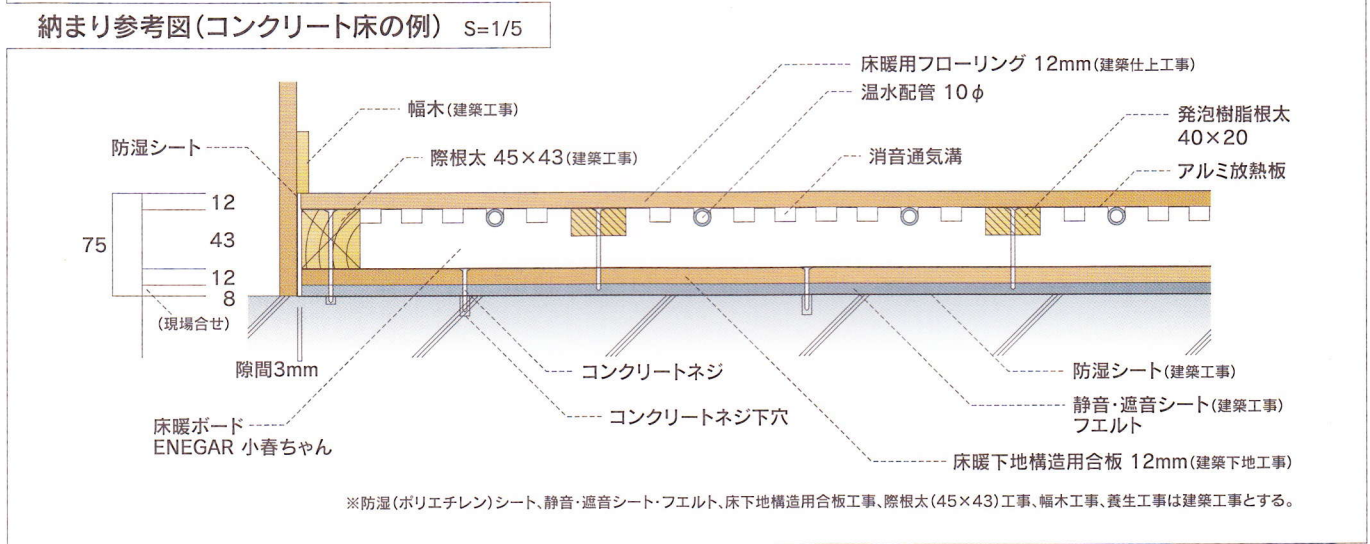 納まり参考図(コンクリート床の例) S=1/5
床暖用フローリング 12mm(建築仕上工事)
温水配管 10φ
発泡樹脂根太
40×20
幅木(建築工事)
防湿シート
際根太 45×43(建築工事)
消音通気溝
アルミ放熱板
12
43
75
12
8
(現場合せ)
隙間3mm
コンクリートネジ
防湿シート(建築工事)
コンクリートネジ下穴
静音・遮音シート(建築工事)
フエルト
床暖ボード
ENEGAR 小春ちゃん
床暖下地構造用合板 12mm(建築下地工事)
※防湿(ポリエチレン)シート、静音・遮音シート・フエルト、床下地構造用合板工事、際根太(45×43)工事、幅木工事、養生工事は建築工事とする。